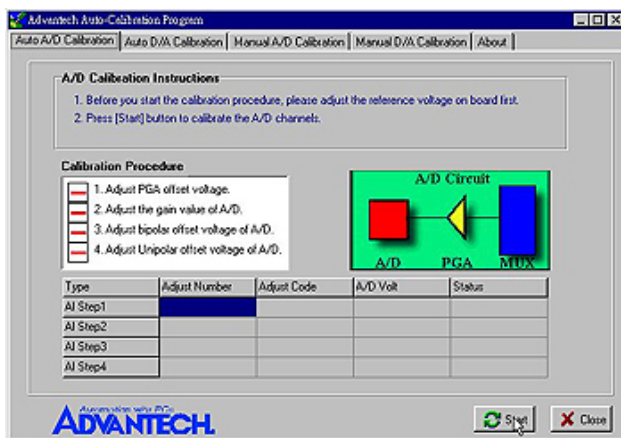 Advantech Auto-Calibration Program
Auto A/D Calibration | Auto D/A Calibration | Manual A/D Calibration | Manual D/A Calibration | About
A/D Calibration Instructions
1. Before you start the calibration procedure, please adjust the reference voltage on board first.
2. Press [Start] button to calibrate the A/D channels.
Calibration Procedure
1. Adjust PGA offset voltage.
2. Adjust the gain value of A/D.
3. Adjust bipolar offset voltage of A/D.
4. Adjust Unipolar offset voltage of A/D.
A/D Circuit
A/D PGA MUX
Type Adjust Number Adjust Code A/D Volt Status
AI Step1
AI Step2
AI Step3
AI Step4
Automation with PCs
ADVANTECH.
Start Close